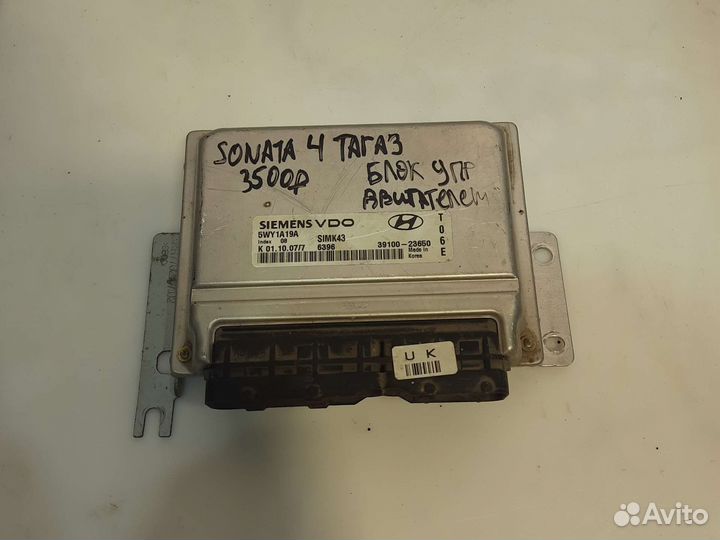 SONATA 4 ТАГАЗ
3500р
БЛОК УПР
ДВИГАТЕЛЕМ
SIEMENS VDO
5WY1A19A
Index 08 SIMK43
K 01.10.07/7 6396
39100-23650
Made in
Korea
T06E
UK
Avito